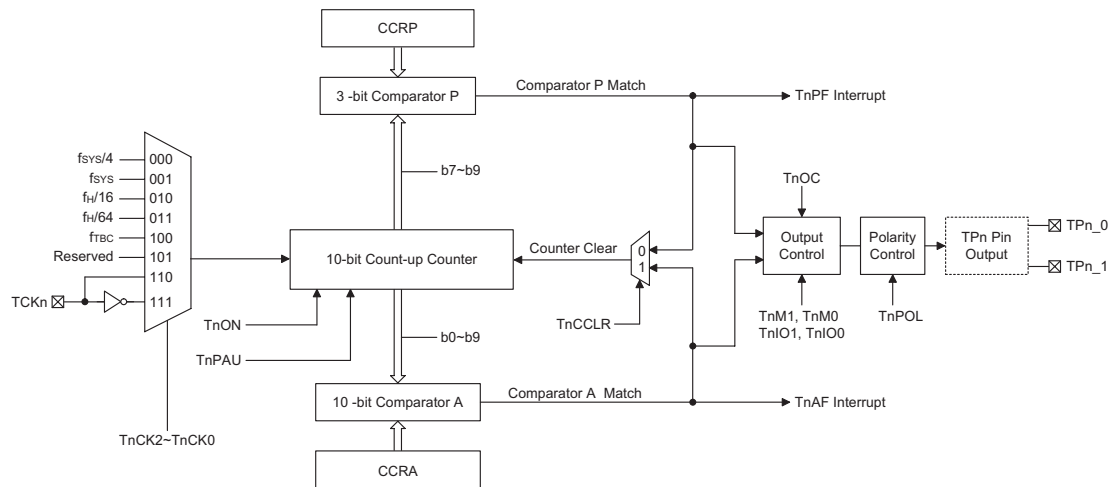 CCRP
3 -bit Comparator P
Comparator P Match
TnPF Interrupt
fSYS/4
000
fSYS
001
fH/16
010
fH/64
011
fTBC
100
Reserved
101
110
TCKn
111
TnCK2~TnCK0
b7~b9
10-bit Count-up Counter
Counter Clear
0
1
TnCCLR
TnON
TnPAU
b0~b9
TnOC
Output
Control
TnM1, TnM0
TnIO1, TnIO0
Polarity
Control
TnPOL
TPn Pin
Output
TPn_0
TPn_1
10 -bit Comparator A
Comparator A Match
TnAF Interrupt
CCRA